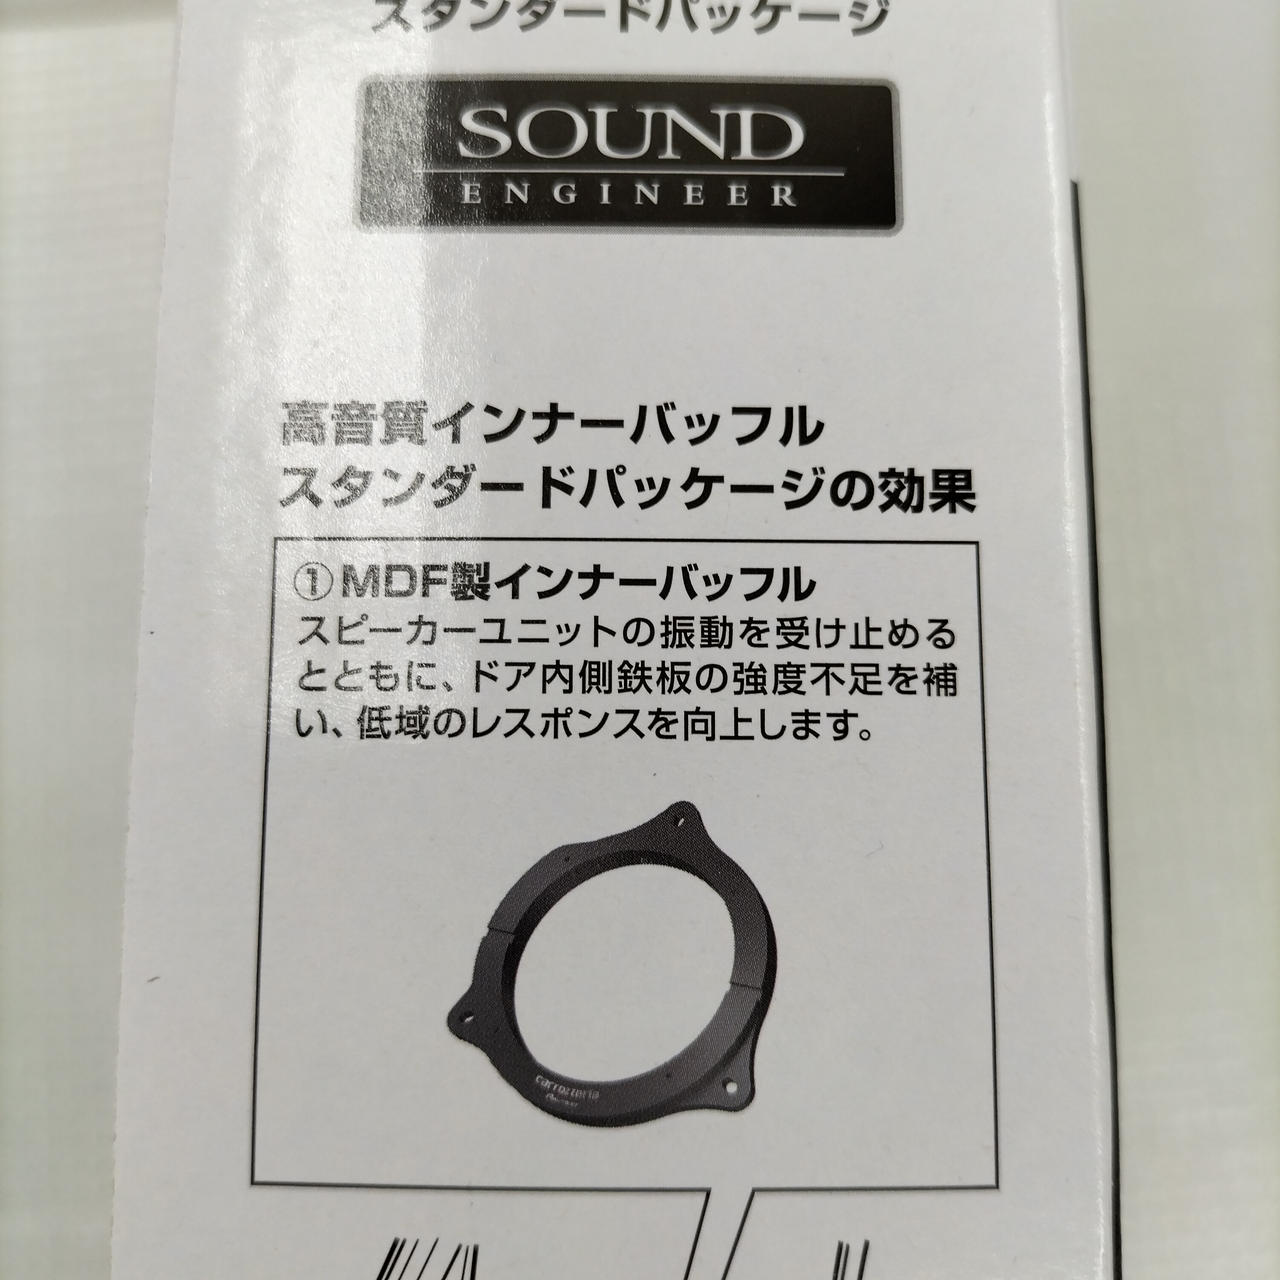 スタンダードパッケージ
SOUND
ENGINEER
高音質インナーバッフル
スタンダードパッケージの効果
①MDF製インナーバッフル
スピーカーユニットの振動を受け止める
とともに、ドア内側鉄板の強度不足を補
い、低域のレスポンスを向上します。
carrozzeria
Pioneer